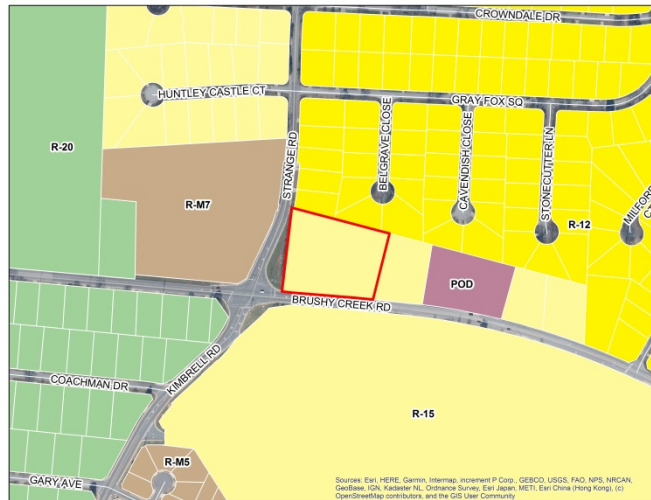 CROWNDALE DR
HUNTLEY CASTLE CT
GRAY FOX SQ
STRANGE RD
BELGRAVE CLOSE
CAVENDISH CLOSE
STONECUTTER LN
R-20
R-M7
R-12
POD
BRUSHY CREEK RD
KIMBRELL RD
COACHMAN DR
R-15
R-M5
GARY AVE
Sources: Esri, HERE, Garmin, Intermap, increment P Corp., GEBCO, USGS, FAO, NPS, NRCAN,
GeoBase, IGN, Kadaster NL, Ordnance Survey, Esri Japan, METI, Esri China (Hong Kong), (c)
OpenStreetMap contributors, and the GIS User Community